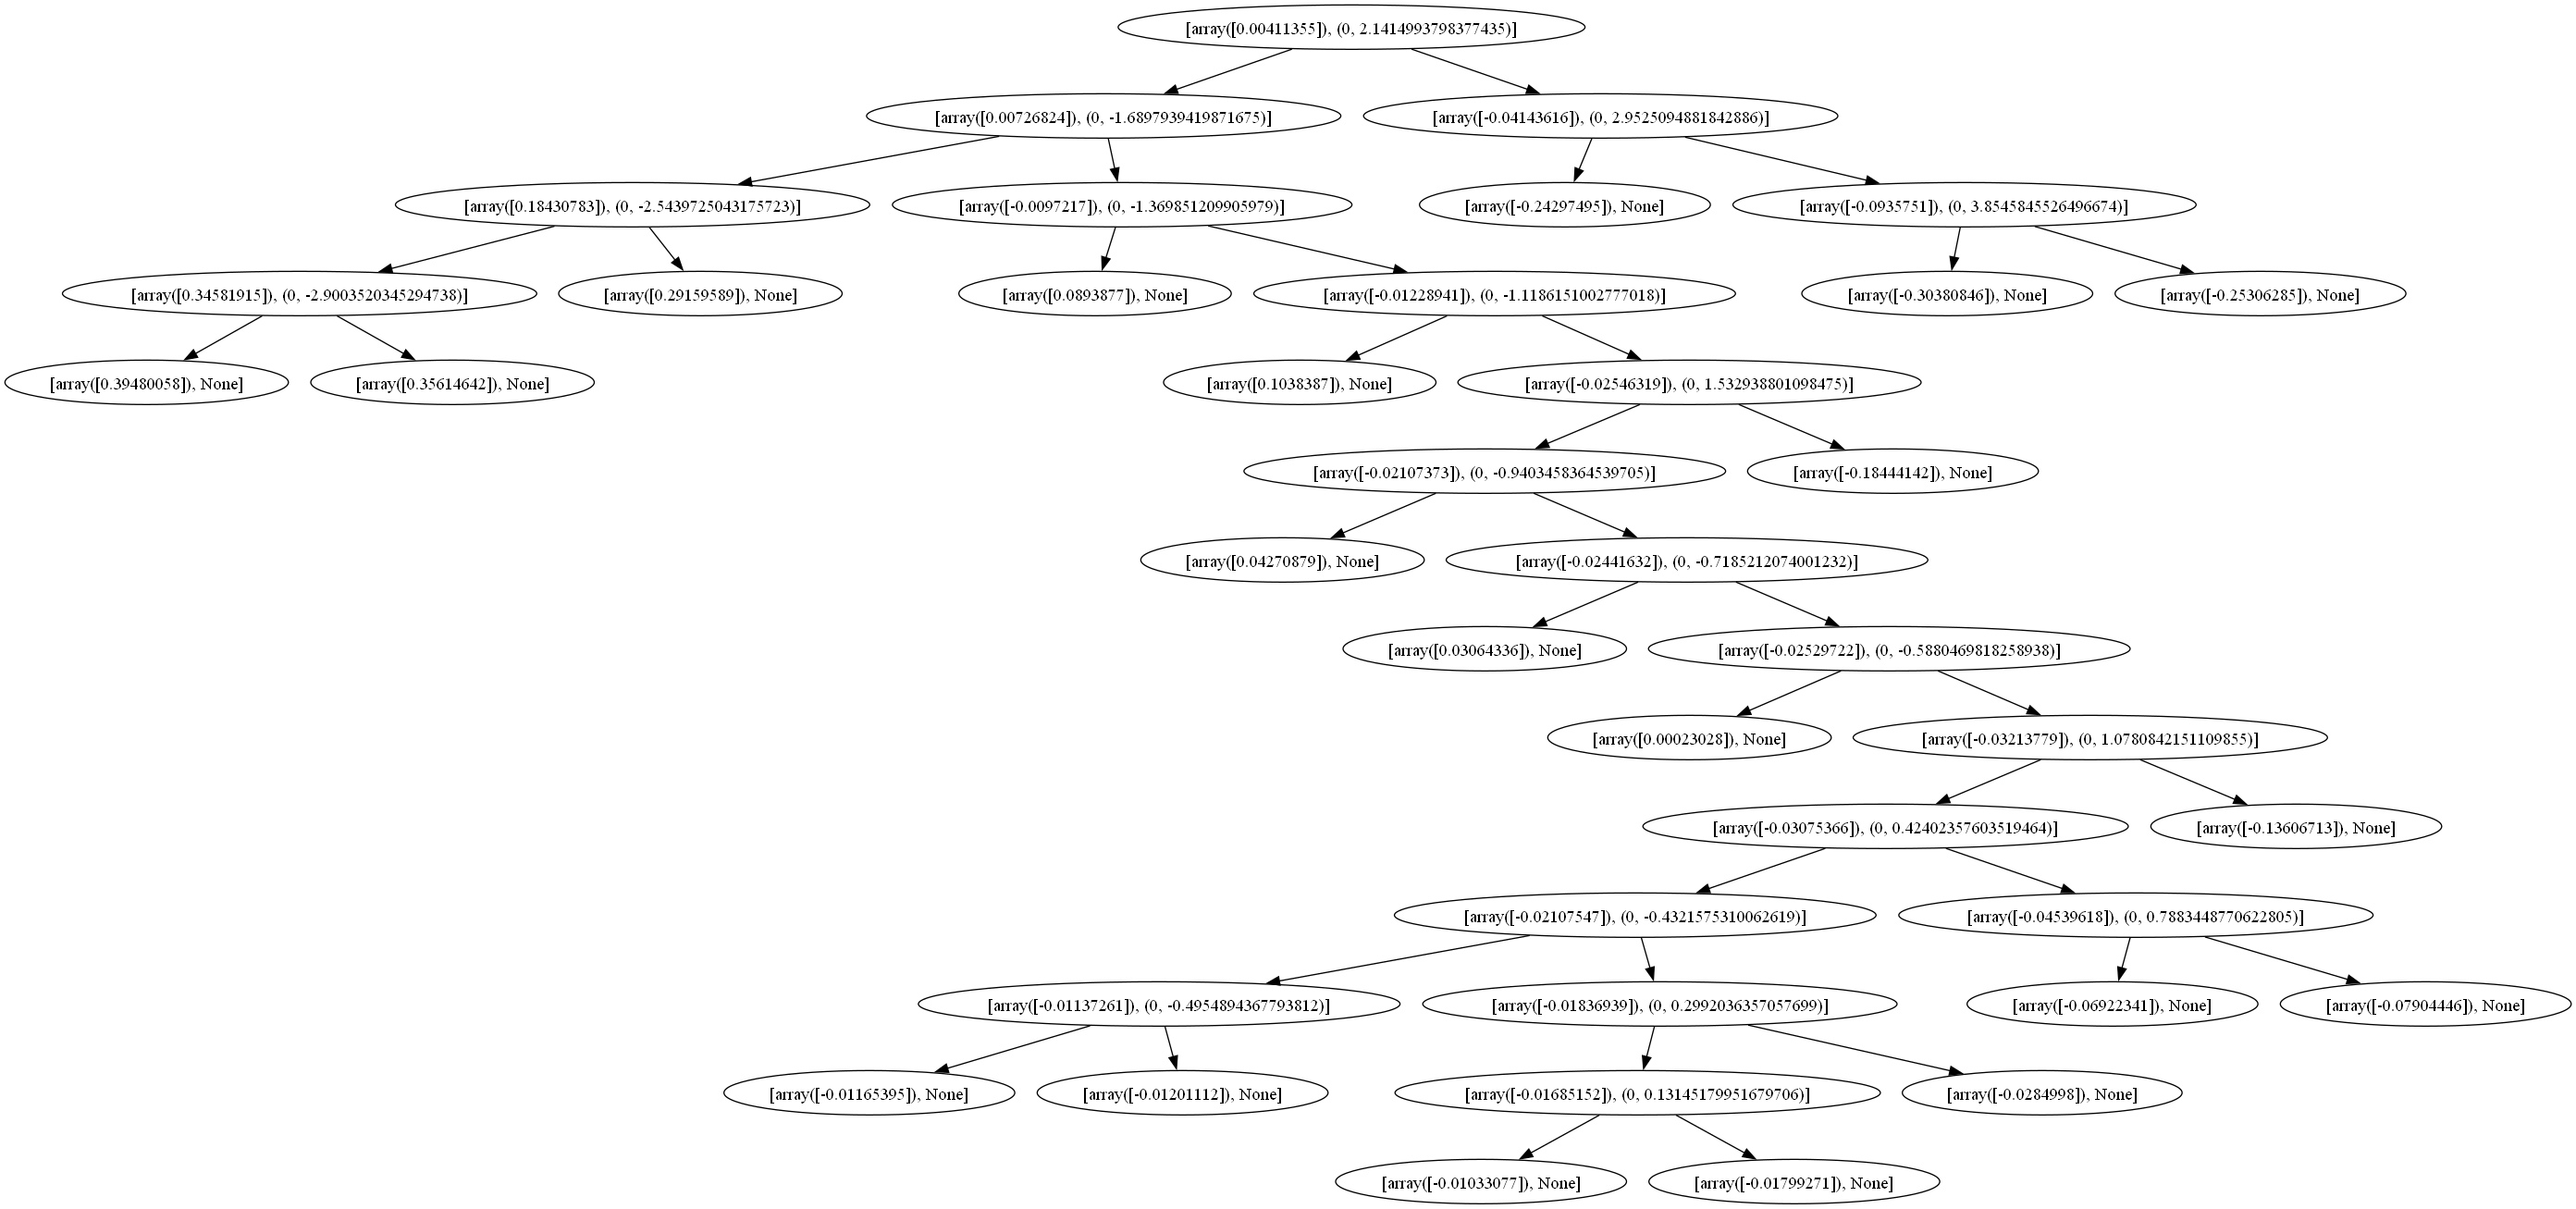 [array([0.00411355]), (0, 2.1414993798377435)]
[array([0.00726824]), (0, -1.6897939419871675)]
[array([-0.04143616]), (0, 2.9525094881842886)]
[array([0.18430783]), (0, -2.5439725043175723)]
[array([-0.0097217]), (0, -1.369851209905979)]
[array([-0.24297495]), None]
[array([-0.0935751]), (0, 3.8545845526496674)]
[array([0.34581915]), (0, -2.9003520345294738)]
[array([0.29159589]), None]
[array([0.0893877]), None]
[array([-0.01228941]), (0, -1.1186151002777018)]
[array([-0.30380846]), None]
[array([-0.25306285]), None]
[array([0.39480058]), None]
[array([0.35614642]), None]
[array([0.1038387]), None]
[array([-0.02546319]), (0, 1.532938801098475)]
[array([-0.02107373]), (0, -0.9403458364539705)]
[array([-0.18444142]), None]
[array([0.04270879]), None]
[array([-0.02441632]), (0, -0.7185212074001232)]
[array([0.03064336]), None]
[array([-0.02529722]), (0, -0.5880469818258938)]
[array([0.00023028]), None]
[array([-0.03213779]), (0, 1.0780842151109855)]
[array([-0.03075366]), (0, 0.42402357603519464)]
[array([-0.13606713]), None]
[array([-0.02107547]), (0, -0.4321575310062619)]
[array([-0.04539618]), (0, 0.7883448770622805)]
[array([-0.01137261]), (0, -0.4954894367793812)]
[array([-0.01836939]), (0, 0.2992036357057699)]
[array([-0.06922341]), None]
[array([-0.07904446]), None]
[array([-0.01165395]), None]
[array([-0.01201112]), None]
[array([-0.01685152]), (0, 0.13145179951679706)]
[array([-0.0284998]), None]
[array([-0.01033077]), None]
[array([-0.01799271]), None]